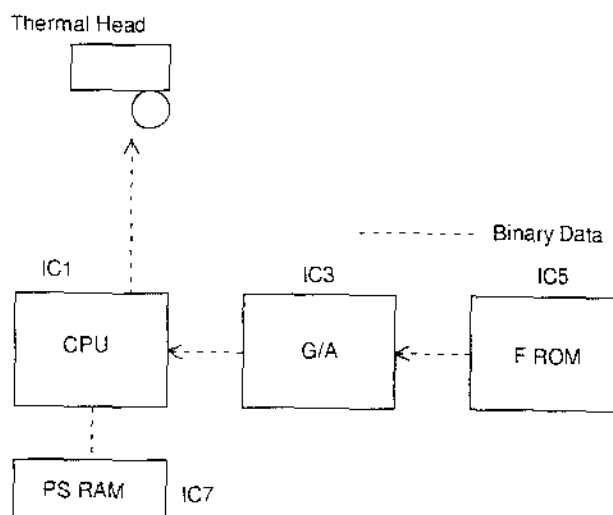 Thermal Head
Binary Data
IC1
IC3
IC5
CPU
G/A
F ROM
PS RAM
IC7